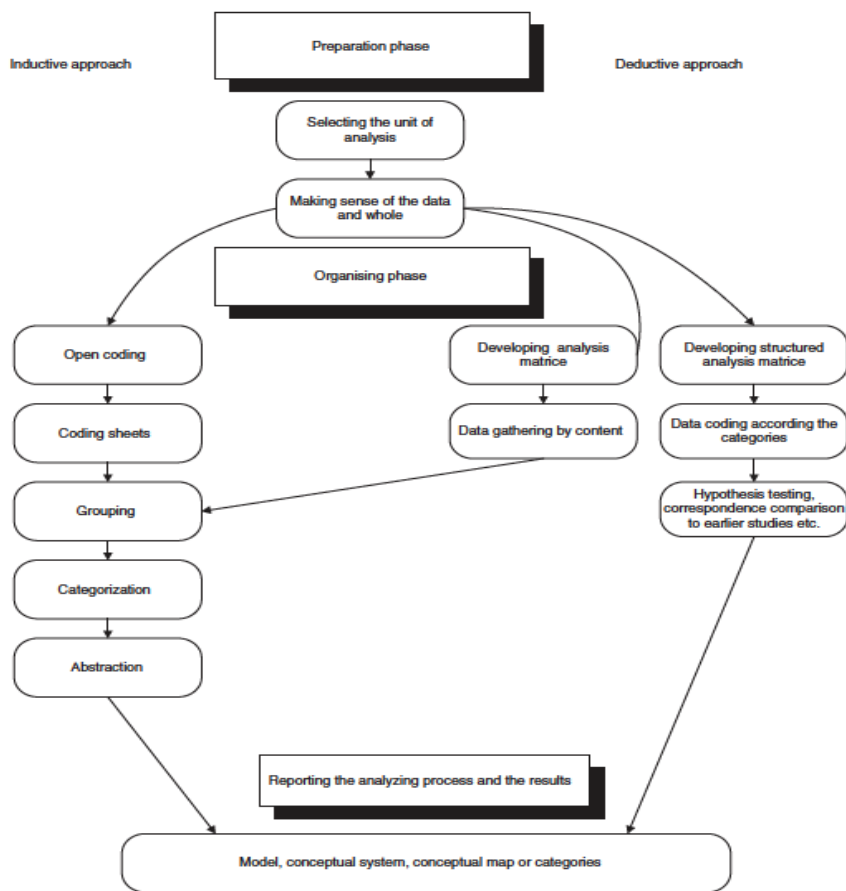 Preparation phase
Inductive approach
Deductive approach
Selecting the unit of
analysis
Making sense of the data
and whole
Organising phase
Open coding
Developing analysis
matrice
Developing structured
analysis matrice
Coding sheets
Data gathering by content
Data coding according the
categories
Grouping
Hypothesis testing,
correspondence comparison
to earlier studies etc.
Categorization
Abstraction
Reporting the analyzing process and the results
Model, conceptual system, conceptual map or categories